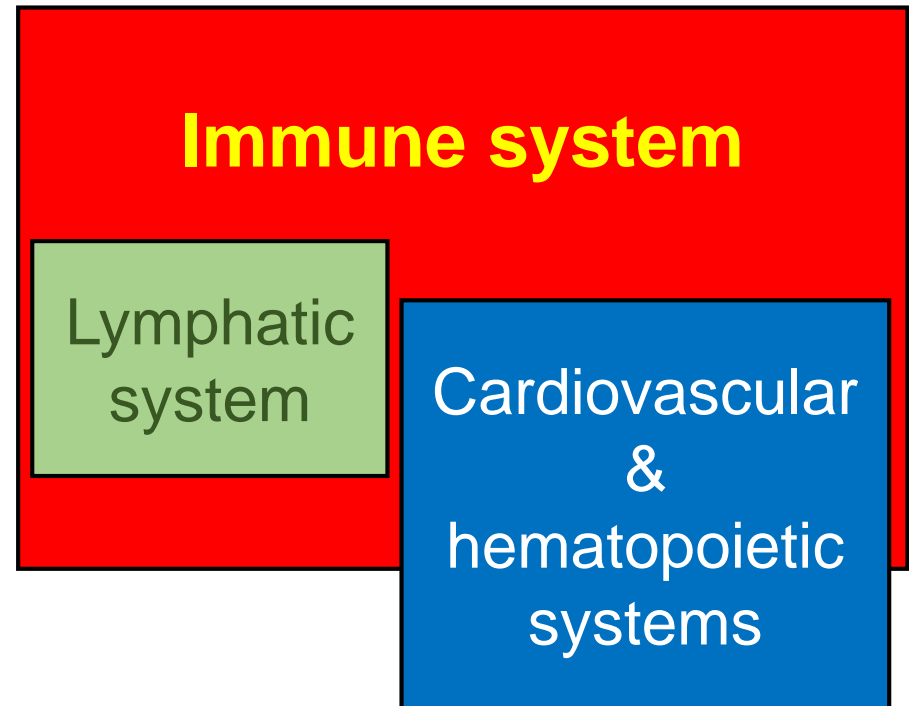 Immune system
Lymphatic
system
Cardiovascular
&
hematopoietic
systems